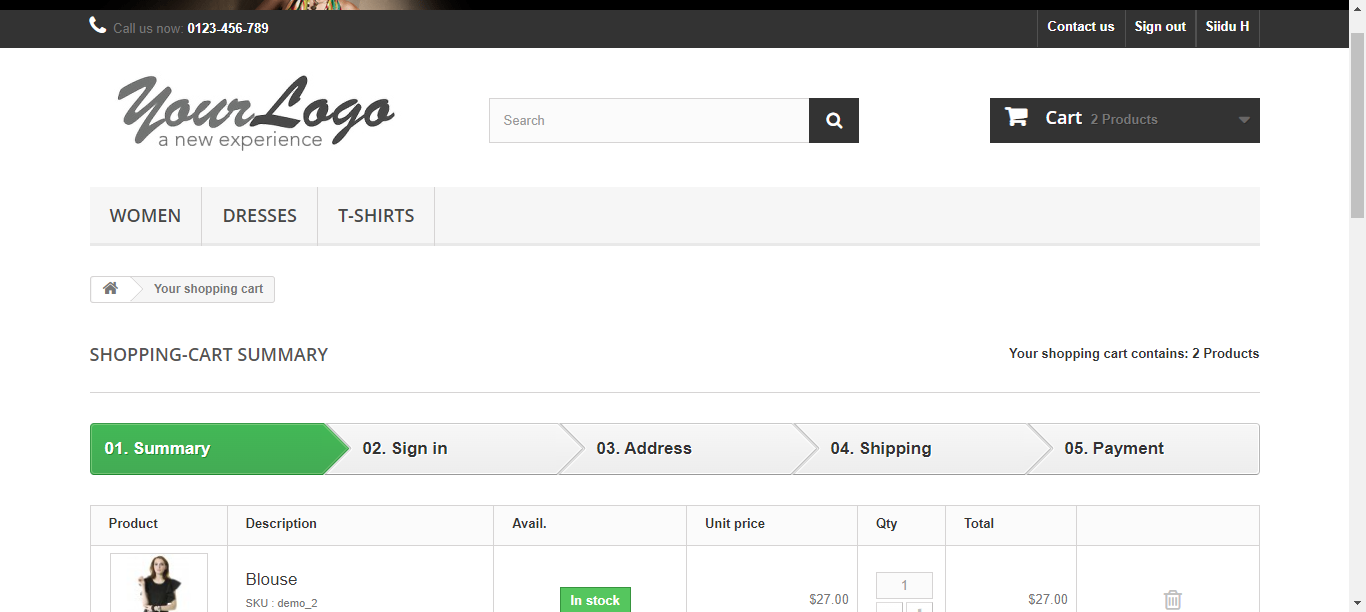 Call us now: 0123-456-789
Contact us
Sign out
Siidu H
YourLogo
a new experience
Search
Cart 2 Products
WOMEN
DRESSES
T-SHIRTS
Your shopping cart
SHOPPING-CART SUMMARY
Your shopping cart contains: 2 Products
01. Summary
02. Sign in
03. Address
04. Shipping
05. Payment
Product
Description
Avail.
Unit price
Qty
Total
Blouse
SKU : demo_2
In stock
$27.00
1
$27.00